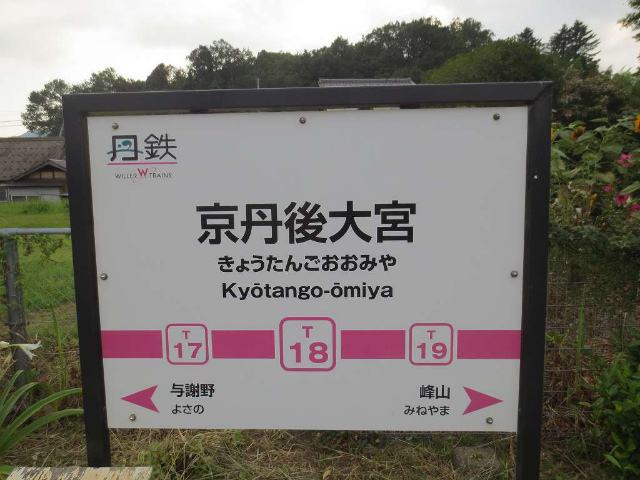 丹鉄
WILLER TRAINS
京丹後大宮
きょうたんごおおみや
Kyōtango-ōmiya
T 17
T 18
T 19
与謝野
よさの
峰山
みねやま